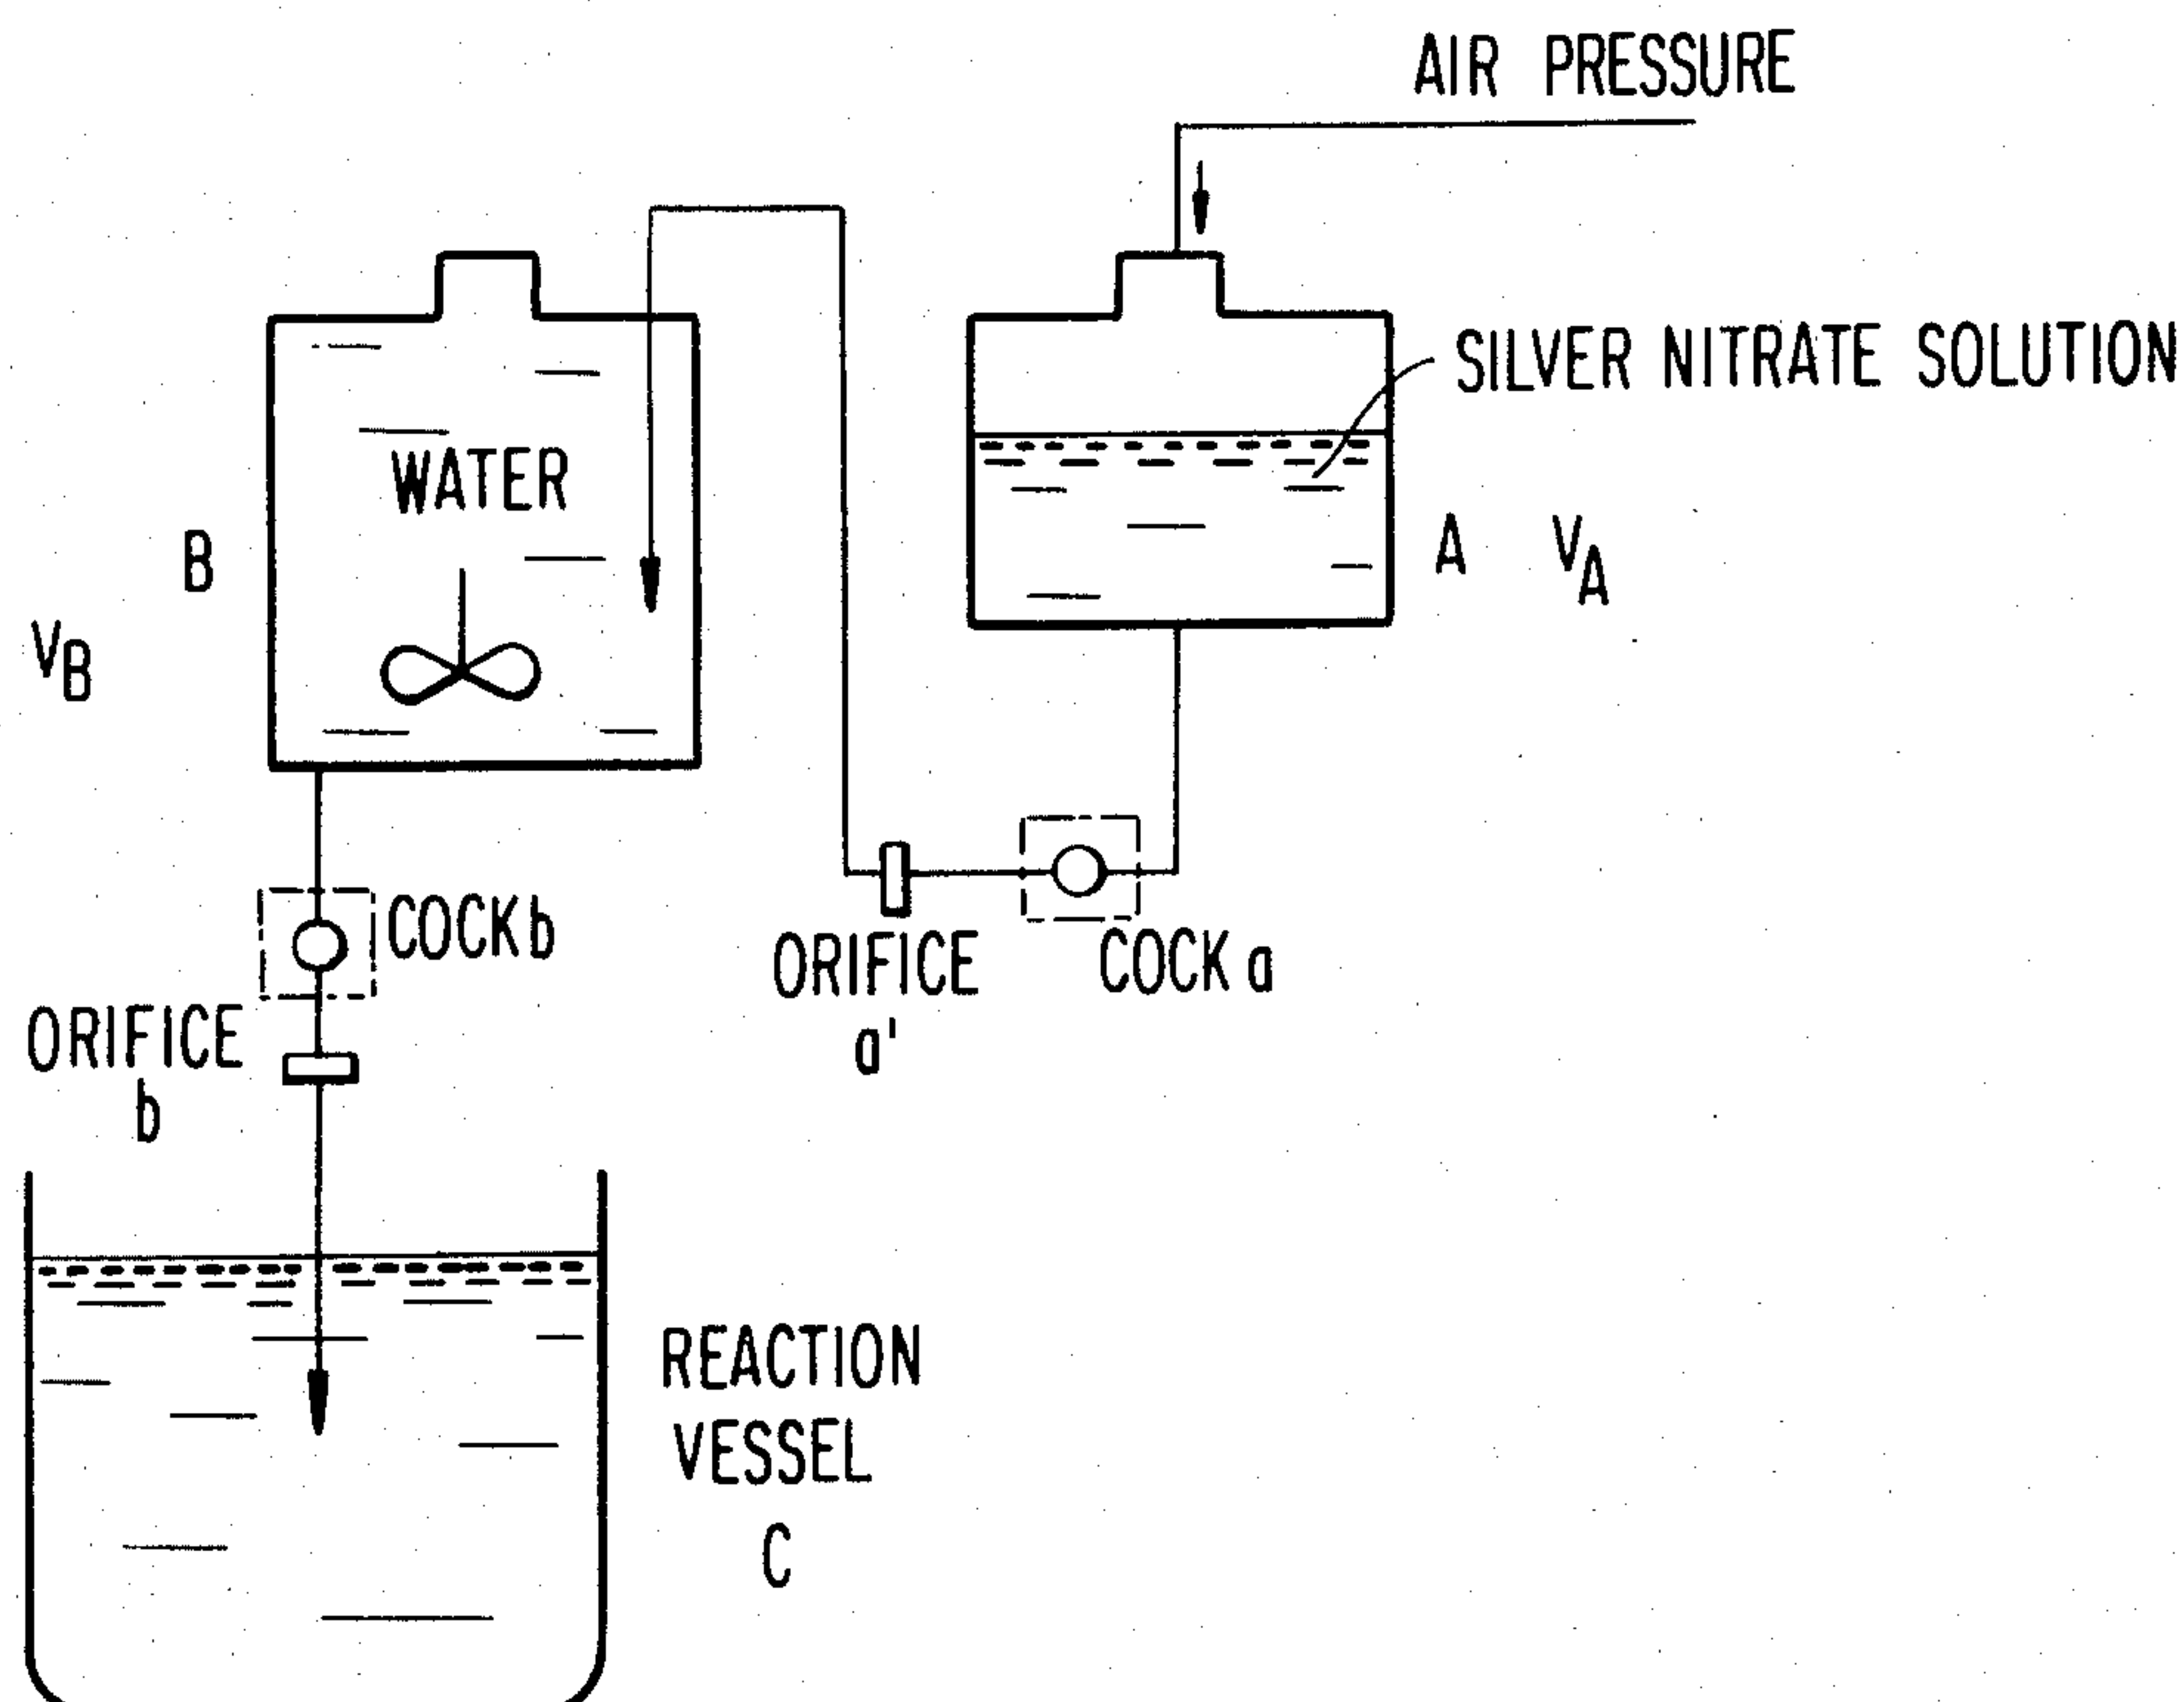 AIR PRESSURE
SILVER NITRATE SOLUTION
WATER
B
A V_A
V_B
COCK b
ORIFICE
a'
COCK a
ORIFICE
b
REACTION
VESSEL
C